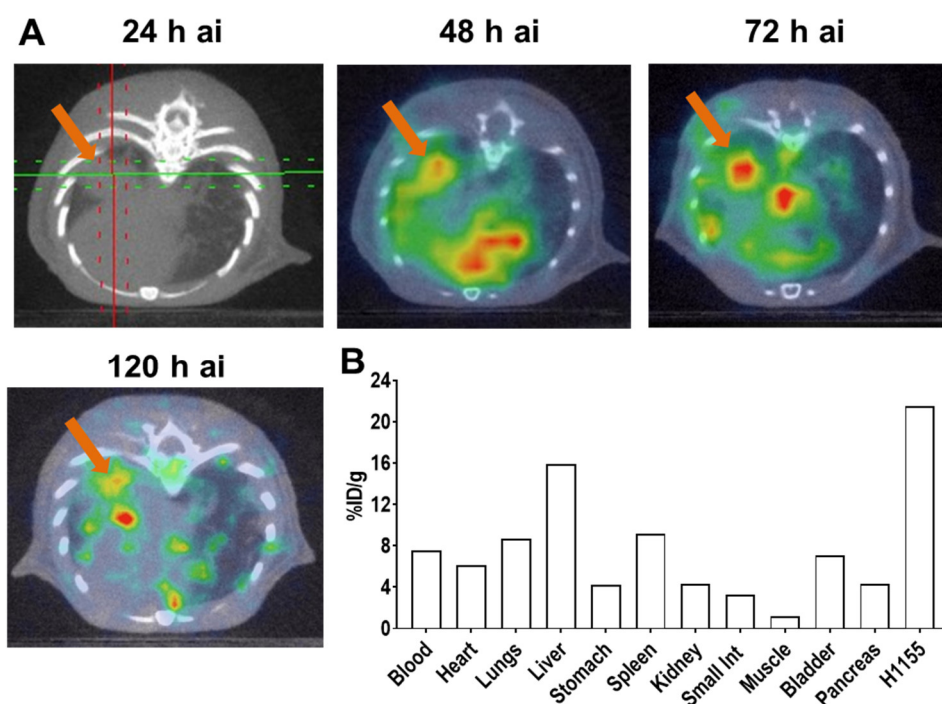 A
24 h ai
48 h ai
72 h ai
120 h ai
B
24
20
16
12
8
4
0
%ID/g
Blood
Heart
Lungs
Liver
Stomach
Spleen
Kidney
Small Int
Muscle
Bladder
Pancreas
H1155